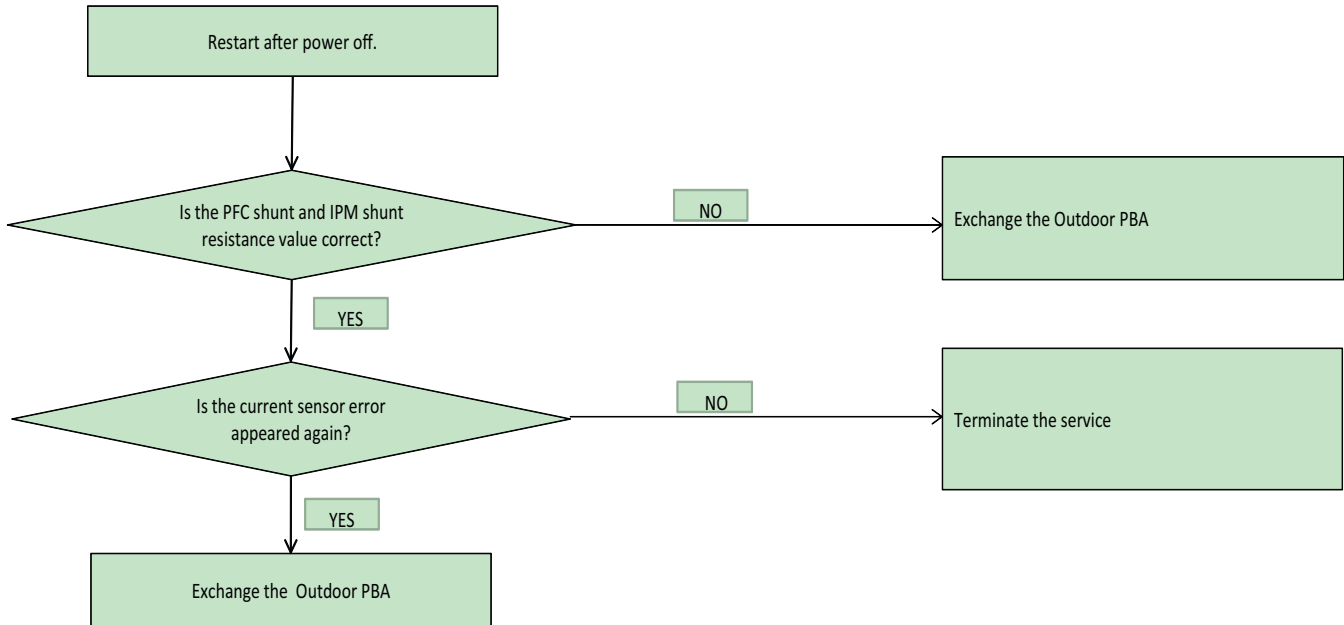 Restart after power off.
Is the PFC shunt and IPM shunt
resistance value correct?
NO
Exchange the Outdoor PBA
YES
Is the current sensor error
appeared again?
NO
Terminate the service
YES
Exchange the  Outdoor PBA